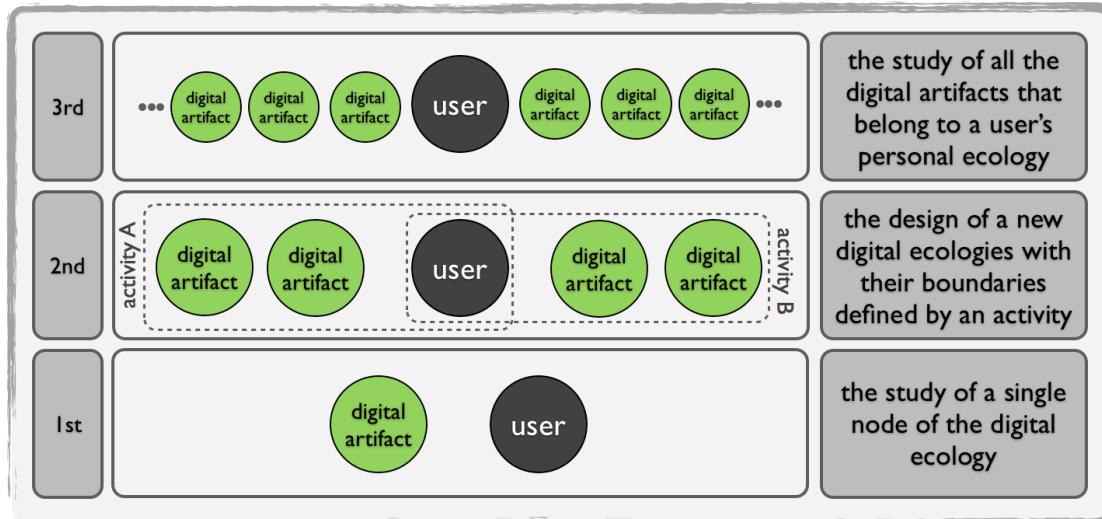 3rd
digital
artifact
digital
artifact
digital
artifact
user
digital
artifact
digital
artifact
digital
artifact
the study of all the
digital artifacts that
belong to a user's
personal ecology
2nd
activity A
digital
artifact
digital
artifact
user
digital
artifact
digital
artifact
activity B
the design of a new
digital ecologies with
their boundaries
defined by an activity
1st
digital
artifact
user
the study of a single
node of the digital
ecology